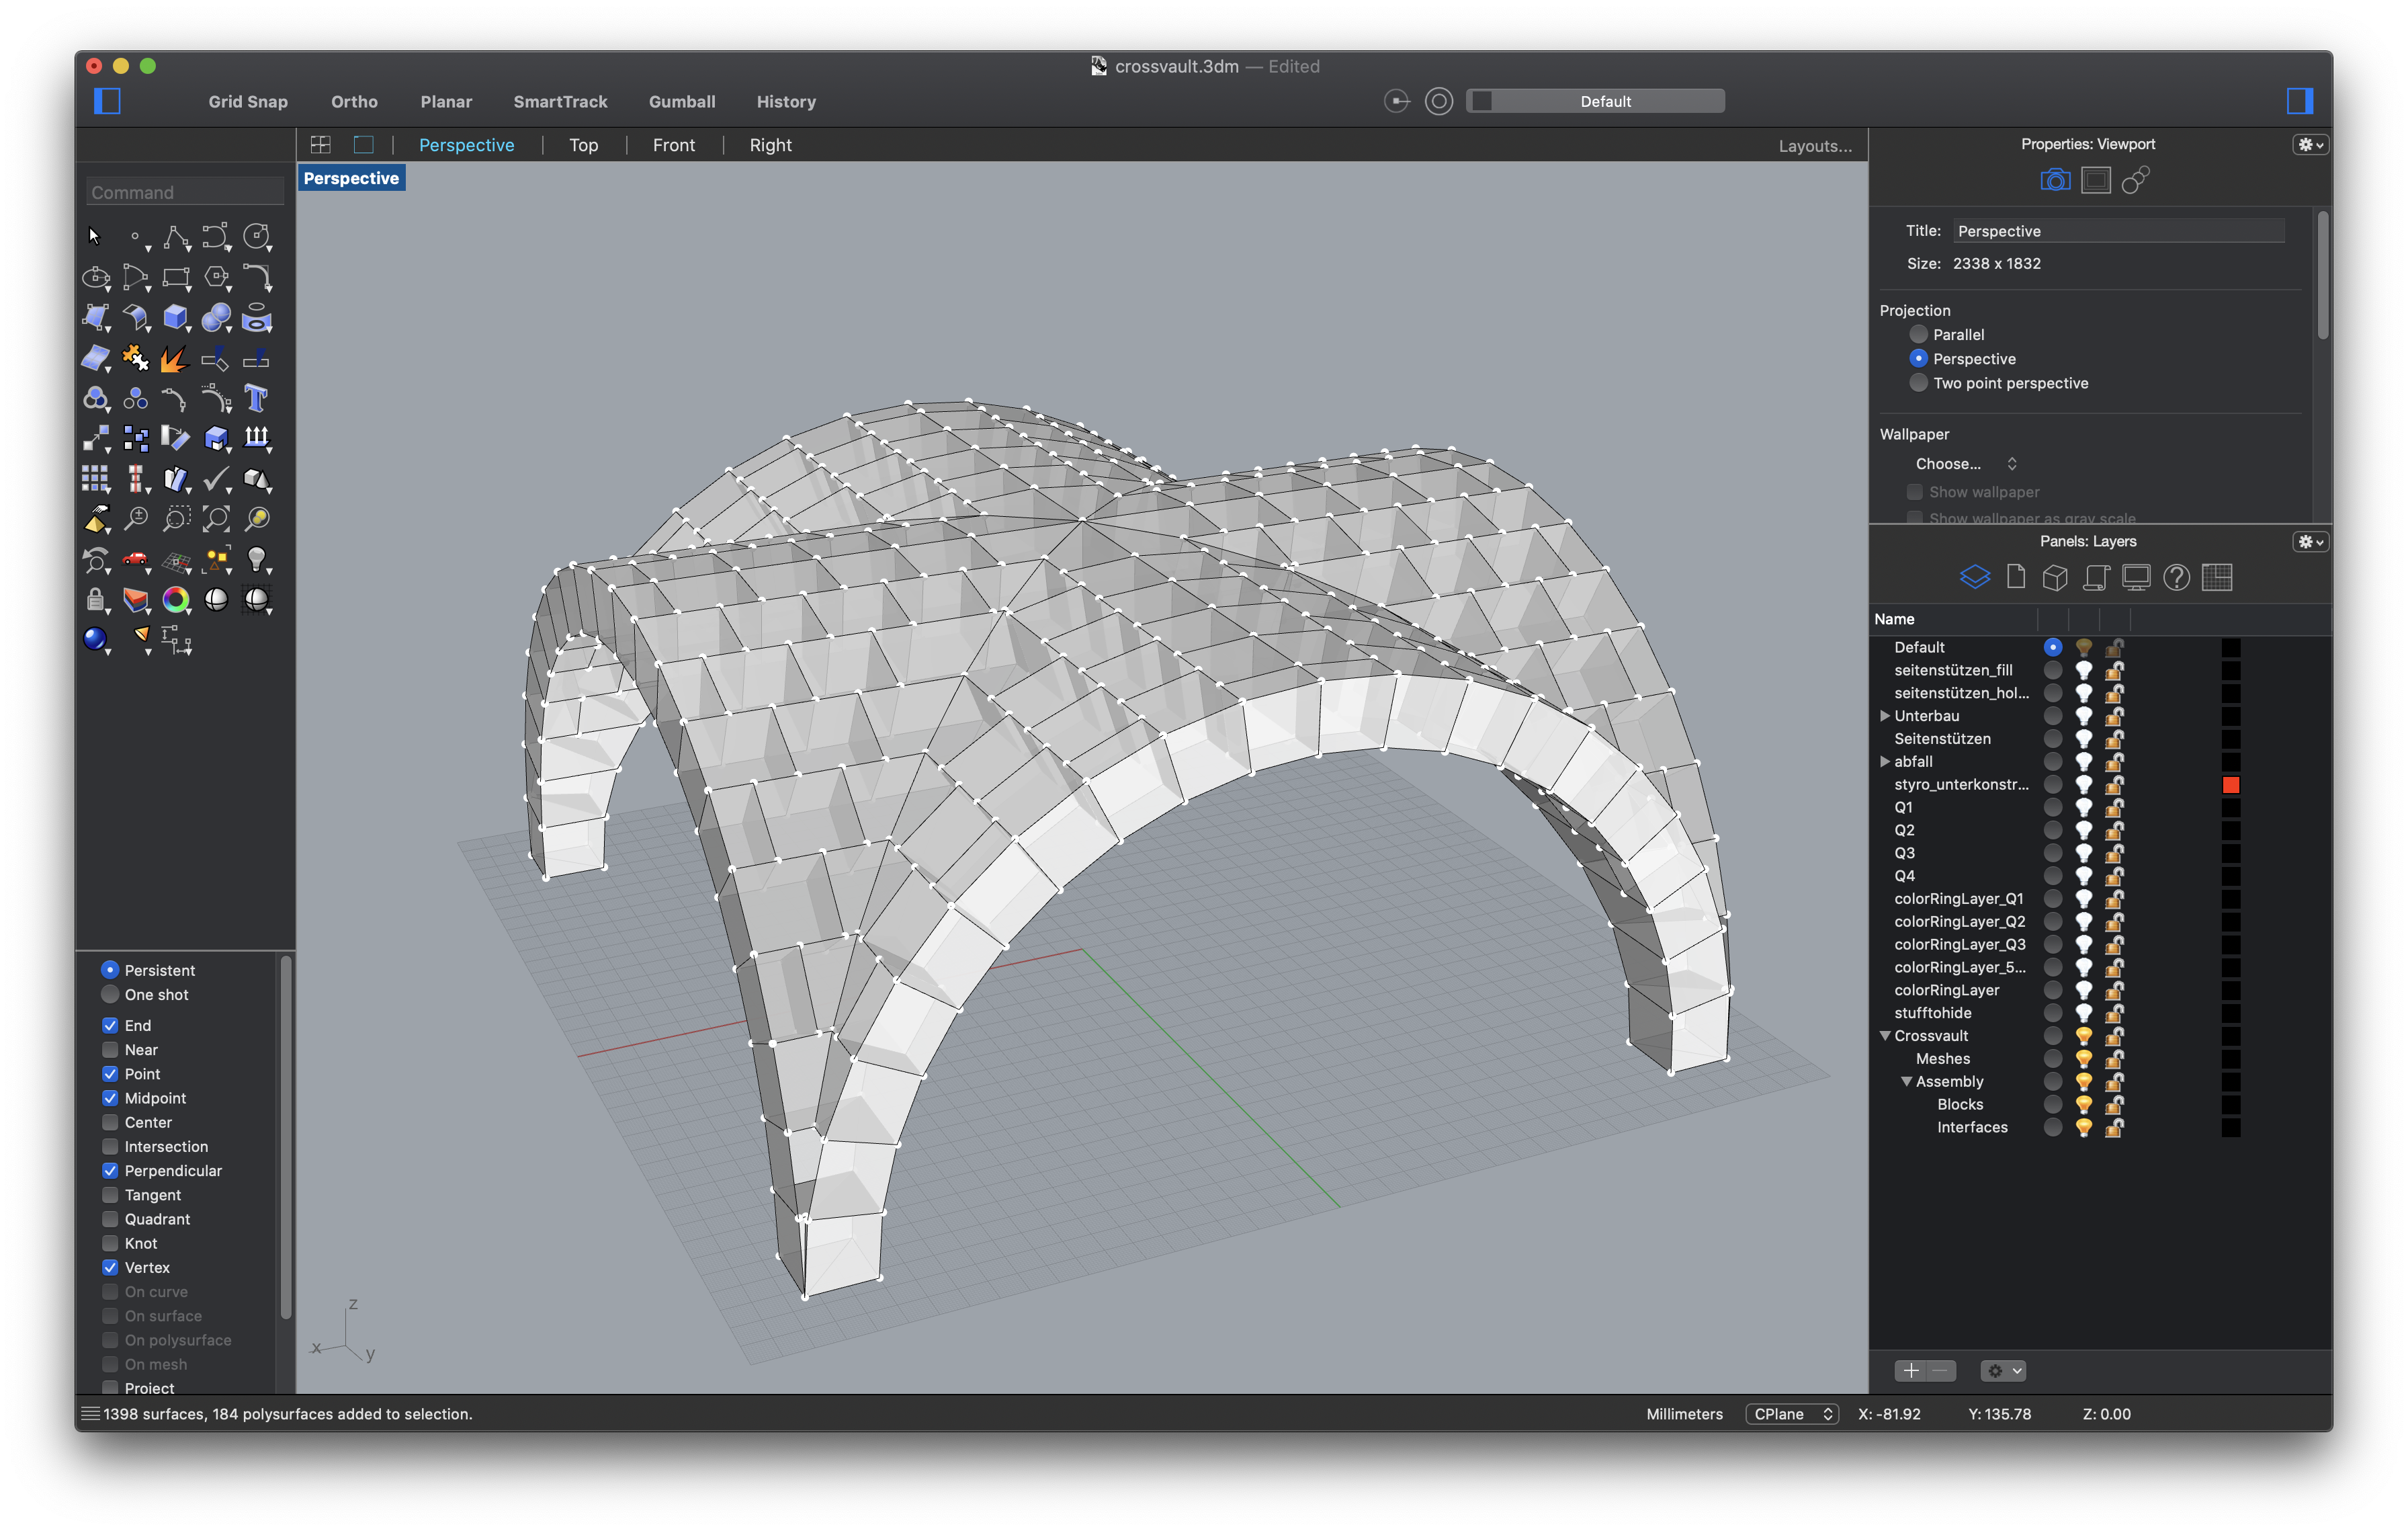 crossvault.3dm — Edited
Grid Snap Ortho Planar SmartTrack Gumball History Default
Perspective Top Front Right Layouts...
Perspective
Command
Persistent
One shot
End
Near
Point
Midpoint
Center
Intersection
Perpendicular
Tangent
Quadrant
Knot
Vertex
On curve
On surface
On polysurface
On mesh
Project
z
x
y
Properties: Viewport
Title: Perspective
Size: 2338 x 1832
Projection
Parallel
Perspective
Two point perspective
Wallpaper
Choose...
Show wallpaper
Show wallpaper as gray scale
Panels: Layers
Name
Default
seitenstützen_fill
seitenstützen_hol...
Unterbau
Seitenstützen
abfall
styro_unterkonstr...
Q1
Q2
Q3
Q4
colorRingLayer_Q1
colorRingLayer_Q2
colorRingLayer_Q3
colorRingLayer_5...
colorRingLayer
stufftohide
Crossvault
Meshes
Assembly
Blocks
Interfaces
1398 surfaces, 184 polysurfaces added to selection.
Millimeters CPlane X: -81.92 Y: 135.78 Z: 0.00